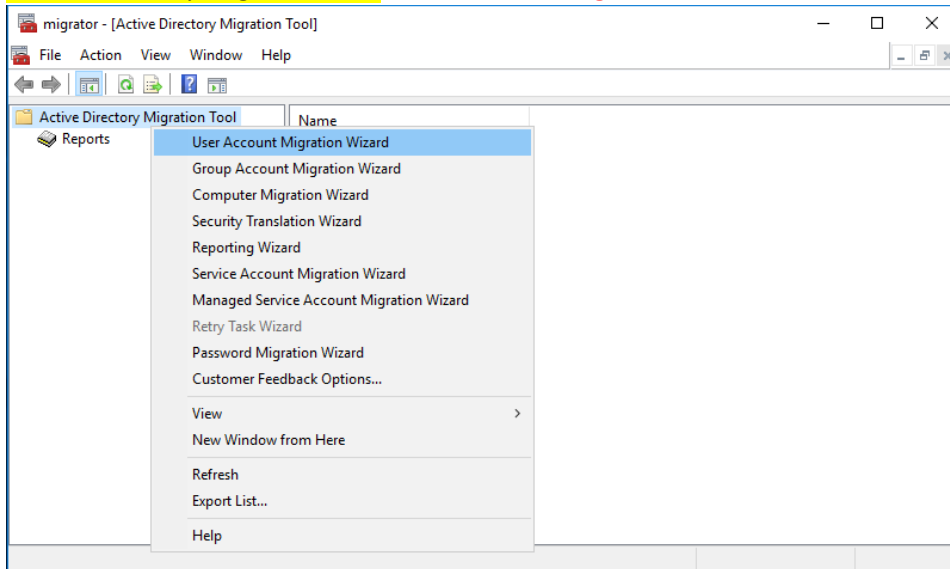 migrator - [Active Directory Migration Tool]
File Action View Window Help
Active Directory Migration Tool
Name
Reports
User Account Migration Wizard
Group Account Migration Wizard
Computer Migration Wizard
Security Translation Wizard
Reporting Wizard
Service Account Migration Wizard
Managed Service Account Migration Wizard
Retry Task Wizard
Password Migration Wizard
Customer Feedback Options...
View
New Window from Here
Refresh
Export List...
Help